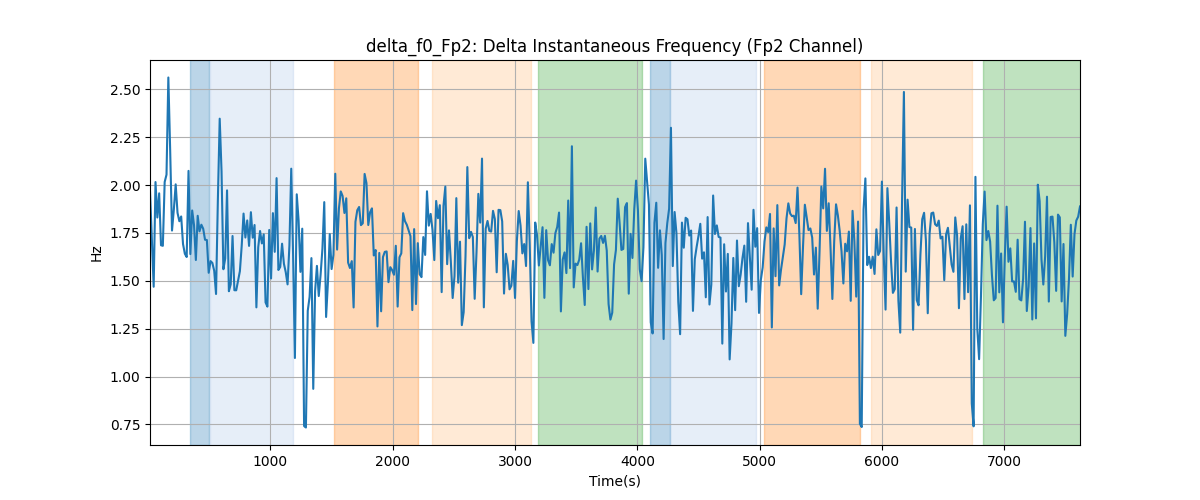 delta_f0_Fp2: Delta Instantaneous Frequency (Fp2 Channel)
2.50
2.25
2.00
1.75
1.50
1.25
1.00
0.75
Hz
1000 2000 3000 4000 5000 6000 7000
Time(s)